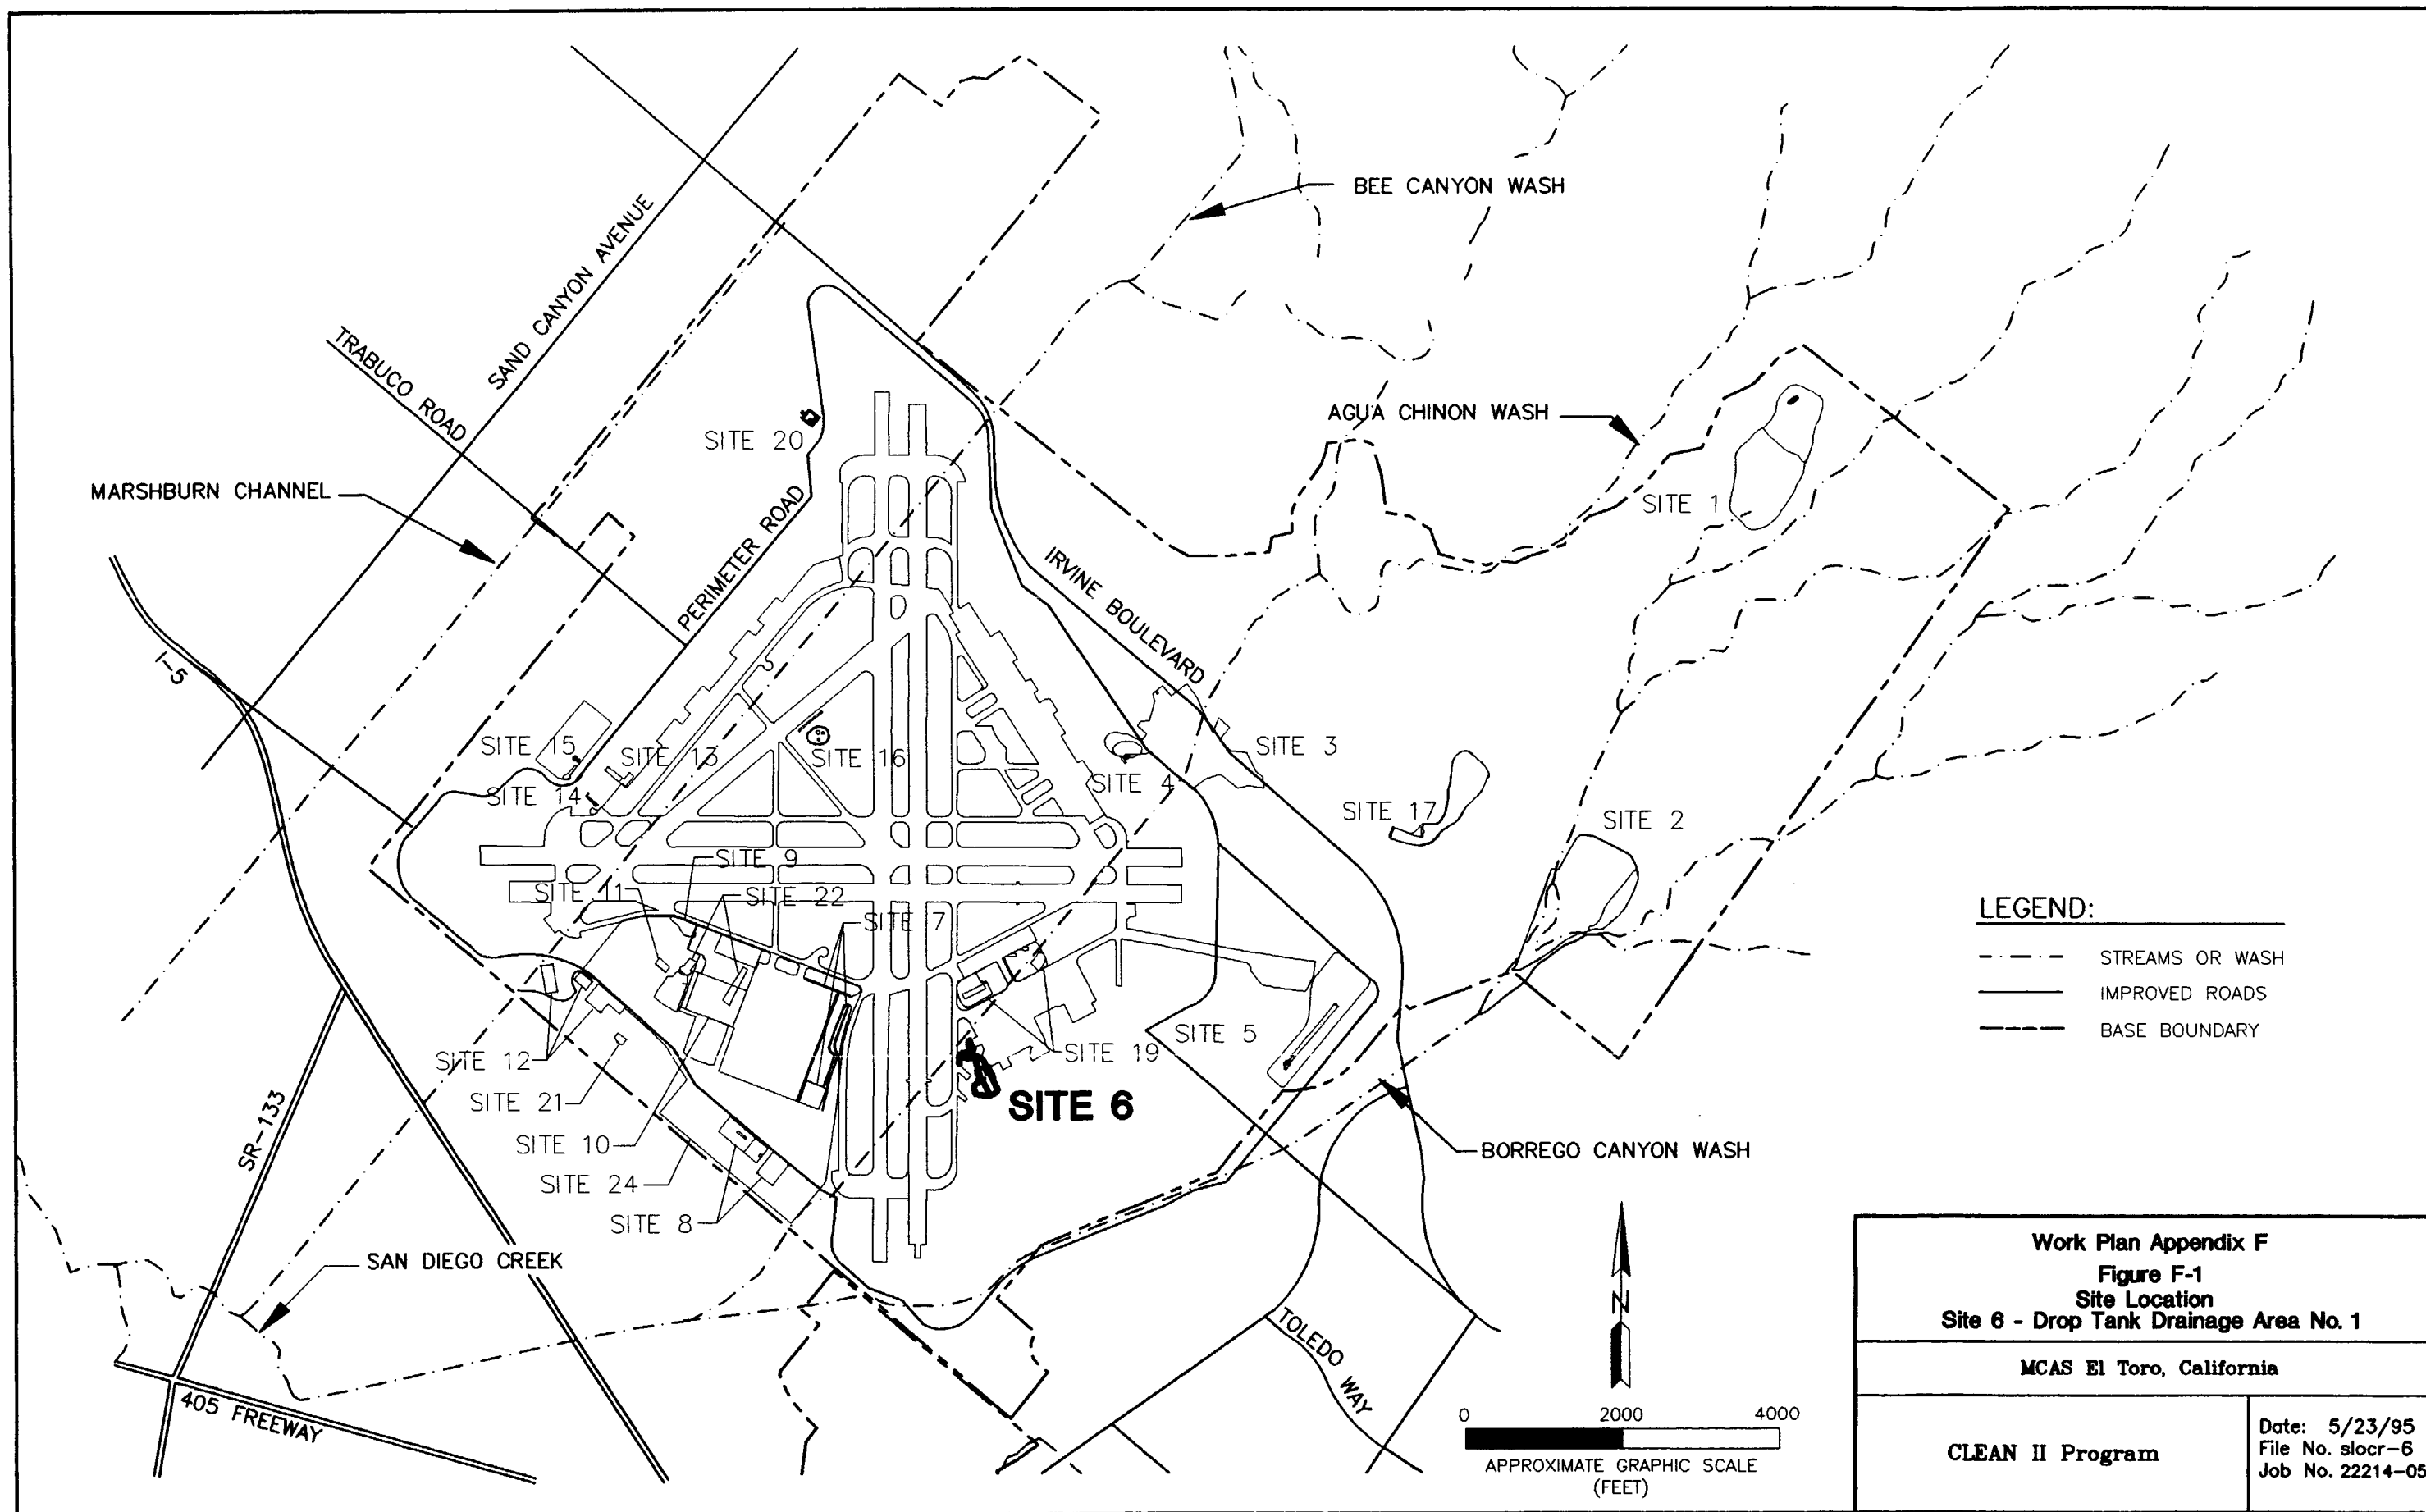 BEE CANYON WASH
SAND CANYON AVENUE
TRABUCO ROAD
AGUA CHINON WASH
SITE 20
MARSHBURN CHANNEL
SITE 1
PERIMETER ROAD
IRVINE BOULEVARD
I-5
SITE 15
SITE 13
SITE 16
SITE 3
SITE 4
SITE 14
SITE 17
SITE 2
SITE 9
SITE 11
SITE 22
SITE 7
LEGEND:
STREAMS OR WASH
IMPROVED ROADS
BASE BOUNDARY
SITE 5
SITE 19
SITE 12
SITE 6
SITE 21
SR-133
SITE 10
BORREGO CANYON WASH
SITE 24
SITE 8
SAN DIEGO CREEK
N
TOLEDO WAY
405 FREEWAY
0 2000 4000
APPROXIMATE GRAPHIC SCALE
(FEET)
Work Plan Appendix F
Figure F-1
Site Location
Site 6 - Drop Tank Drainage Area No. 1
MCAS El Toro, California
CLEAN II Program
Date: 5/23/95
File No. slocr-6
Job No. 22214-05